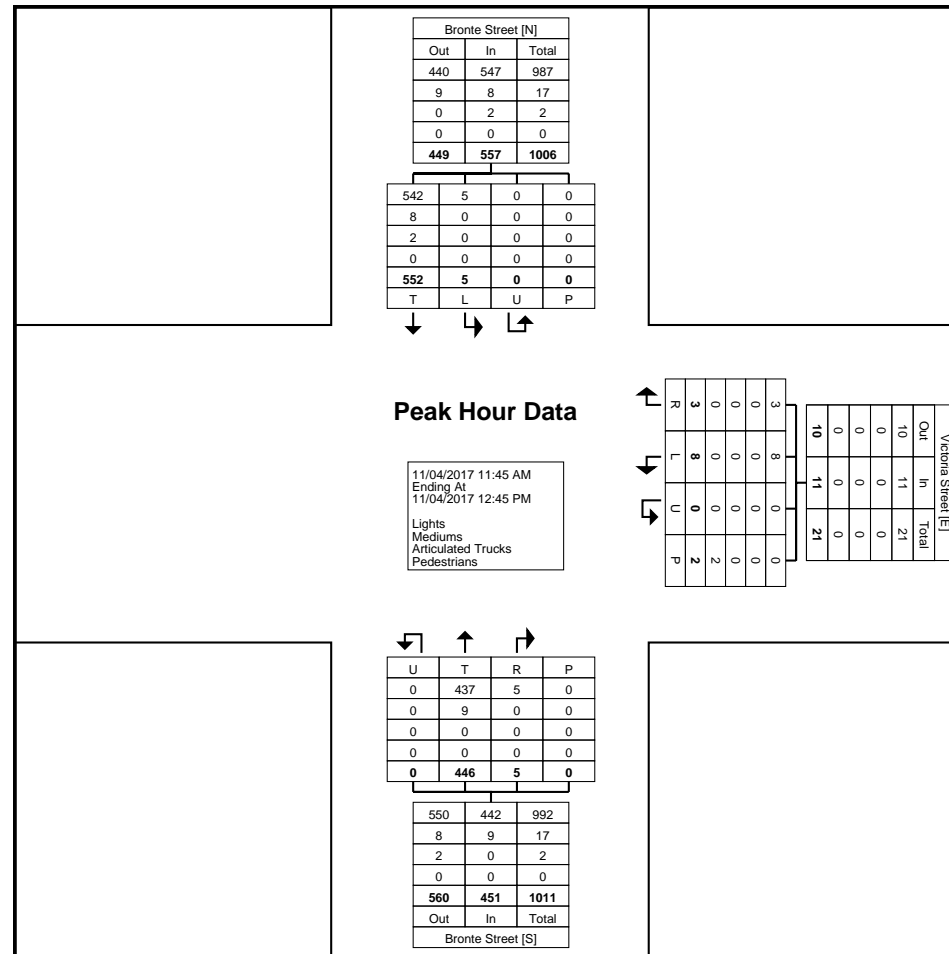 Bronte Street [N]
Out In Total
440 547 987
9 8 17
0 2 2
0 0 0
449 557 1006
542 5 0 0
8 0 0 0
2 0 0 0
0 0 0 0
552 5 0 0
T L U P
Peak Hour Data
11/04/2017 11:45 AM
Ending At
11/04/2017 12:45 PM
Lights
Mediums
Articulated Trucks
Pedestrians
Victoria Street [E]
Out In Total
10 11 21
0 0 0
0 0 0
0 0 0
10 11 21
3 8 0 0
0 0 0 0
0 0 0 0
0 0 0 2
3 8 0 2
R L U P
U T R P
0 437 5 0
0 9 0 0
0 0 0 0
0 0 0 0
0 446 5 0
550 442 992
8 9 17
2 0 2
0 0 0
560 451 1011
Out In Total
Bronte Street [S]